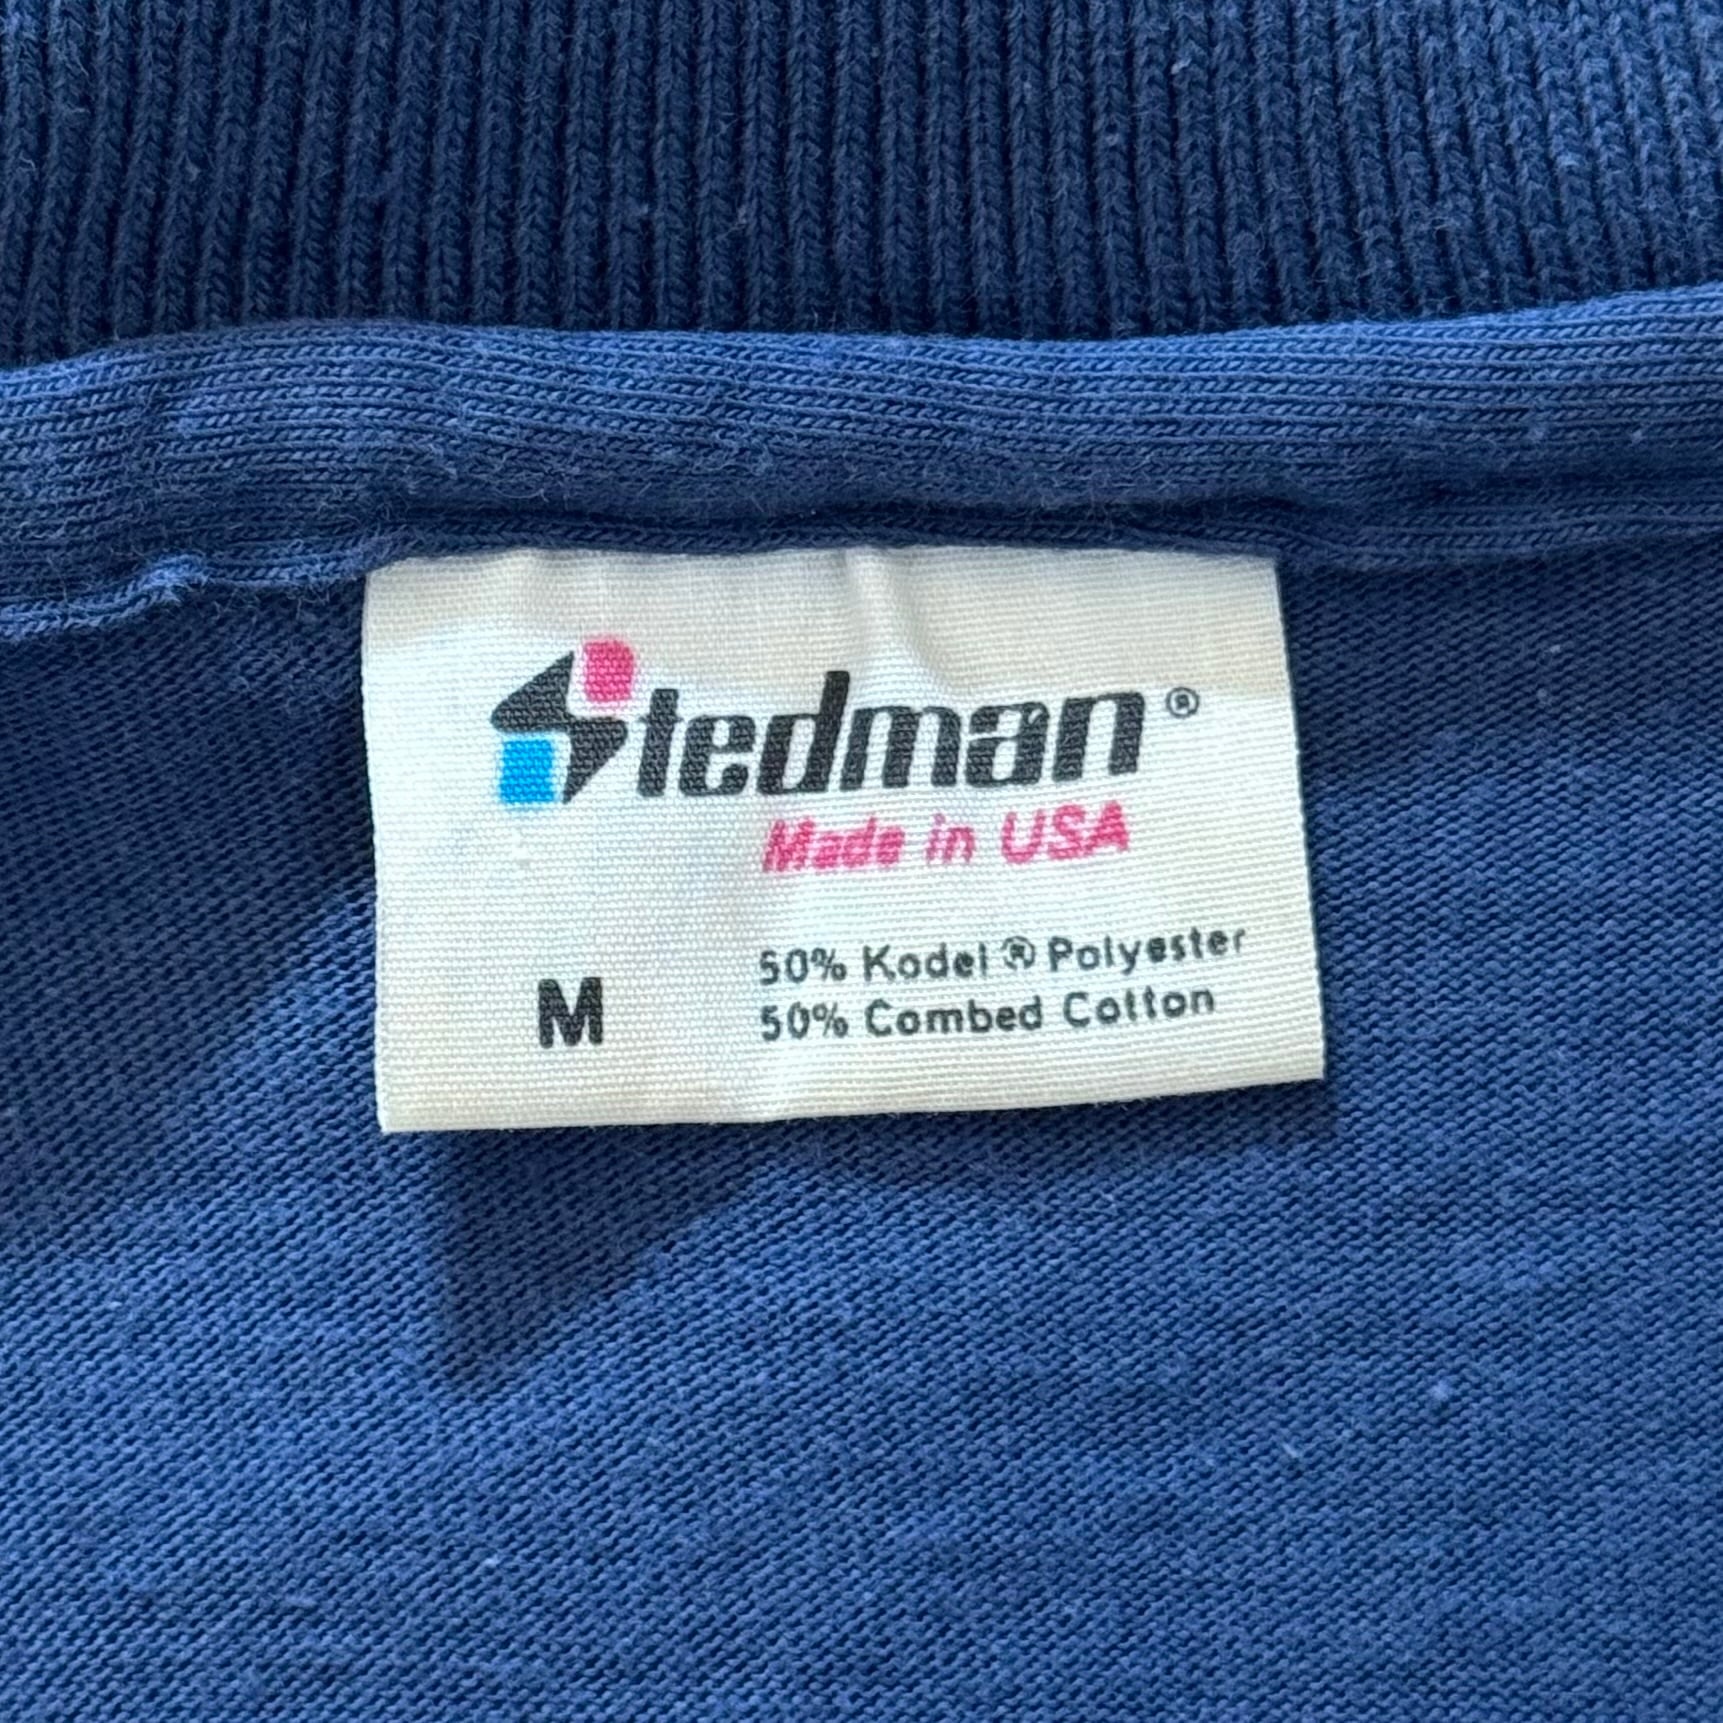 Stedman®
Made in USA
50% Kodel ® Polyester
M
50% Combed Cotton